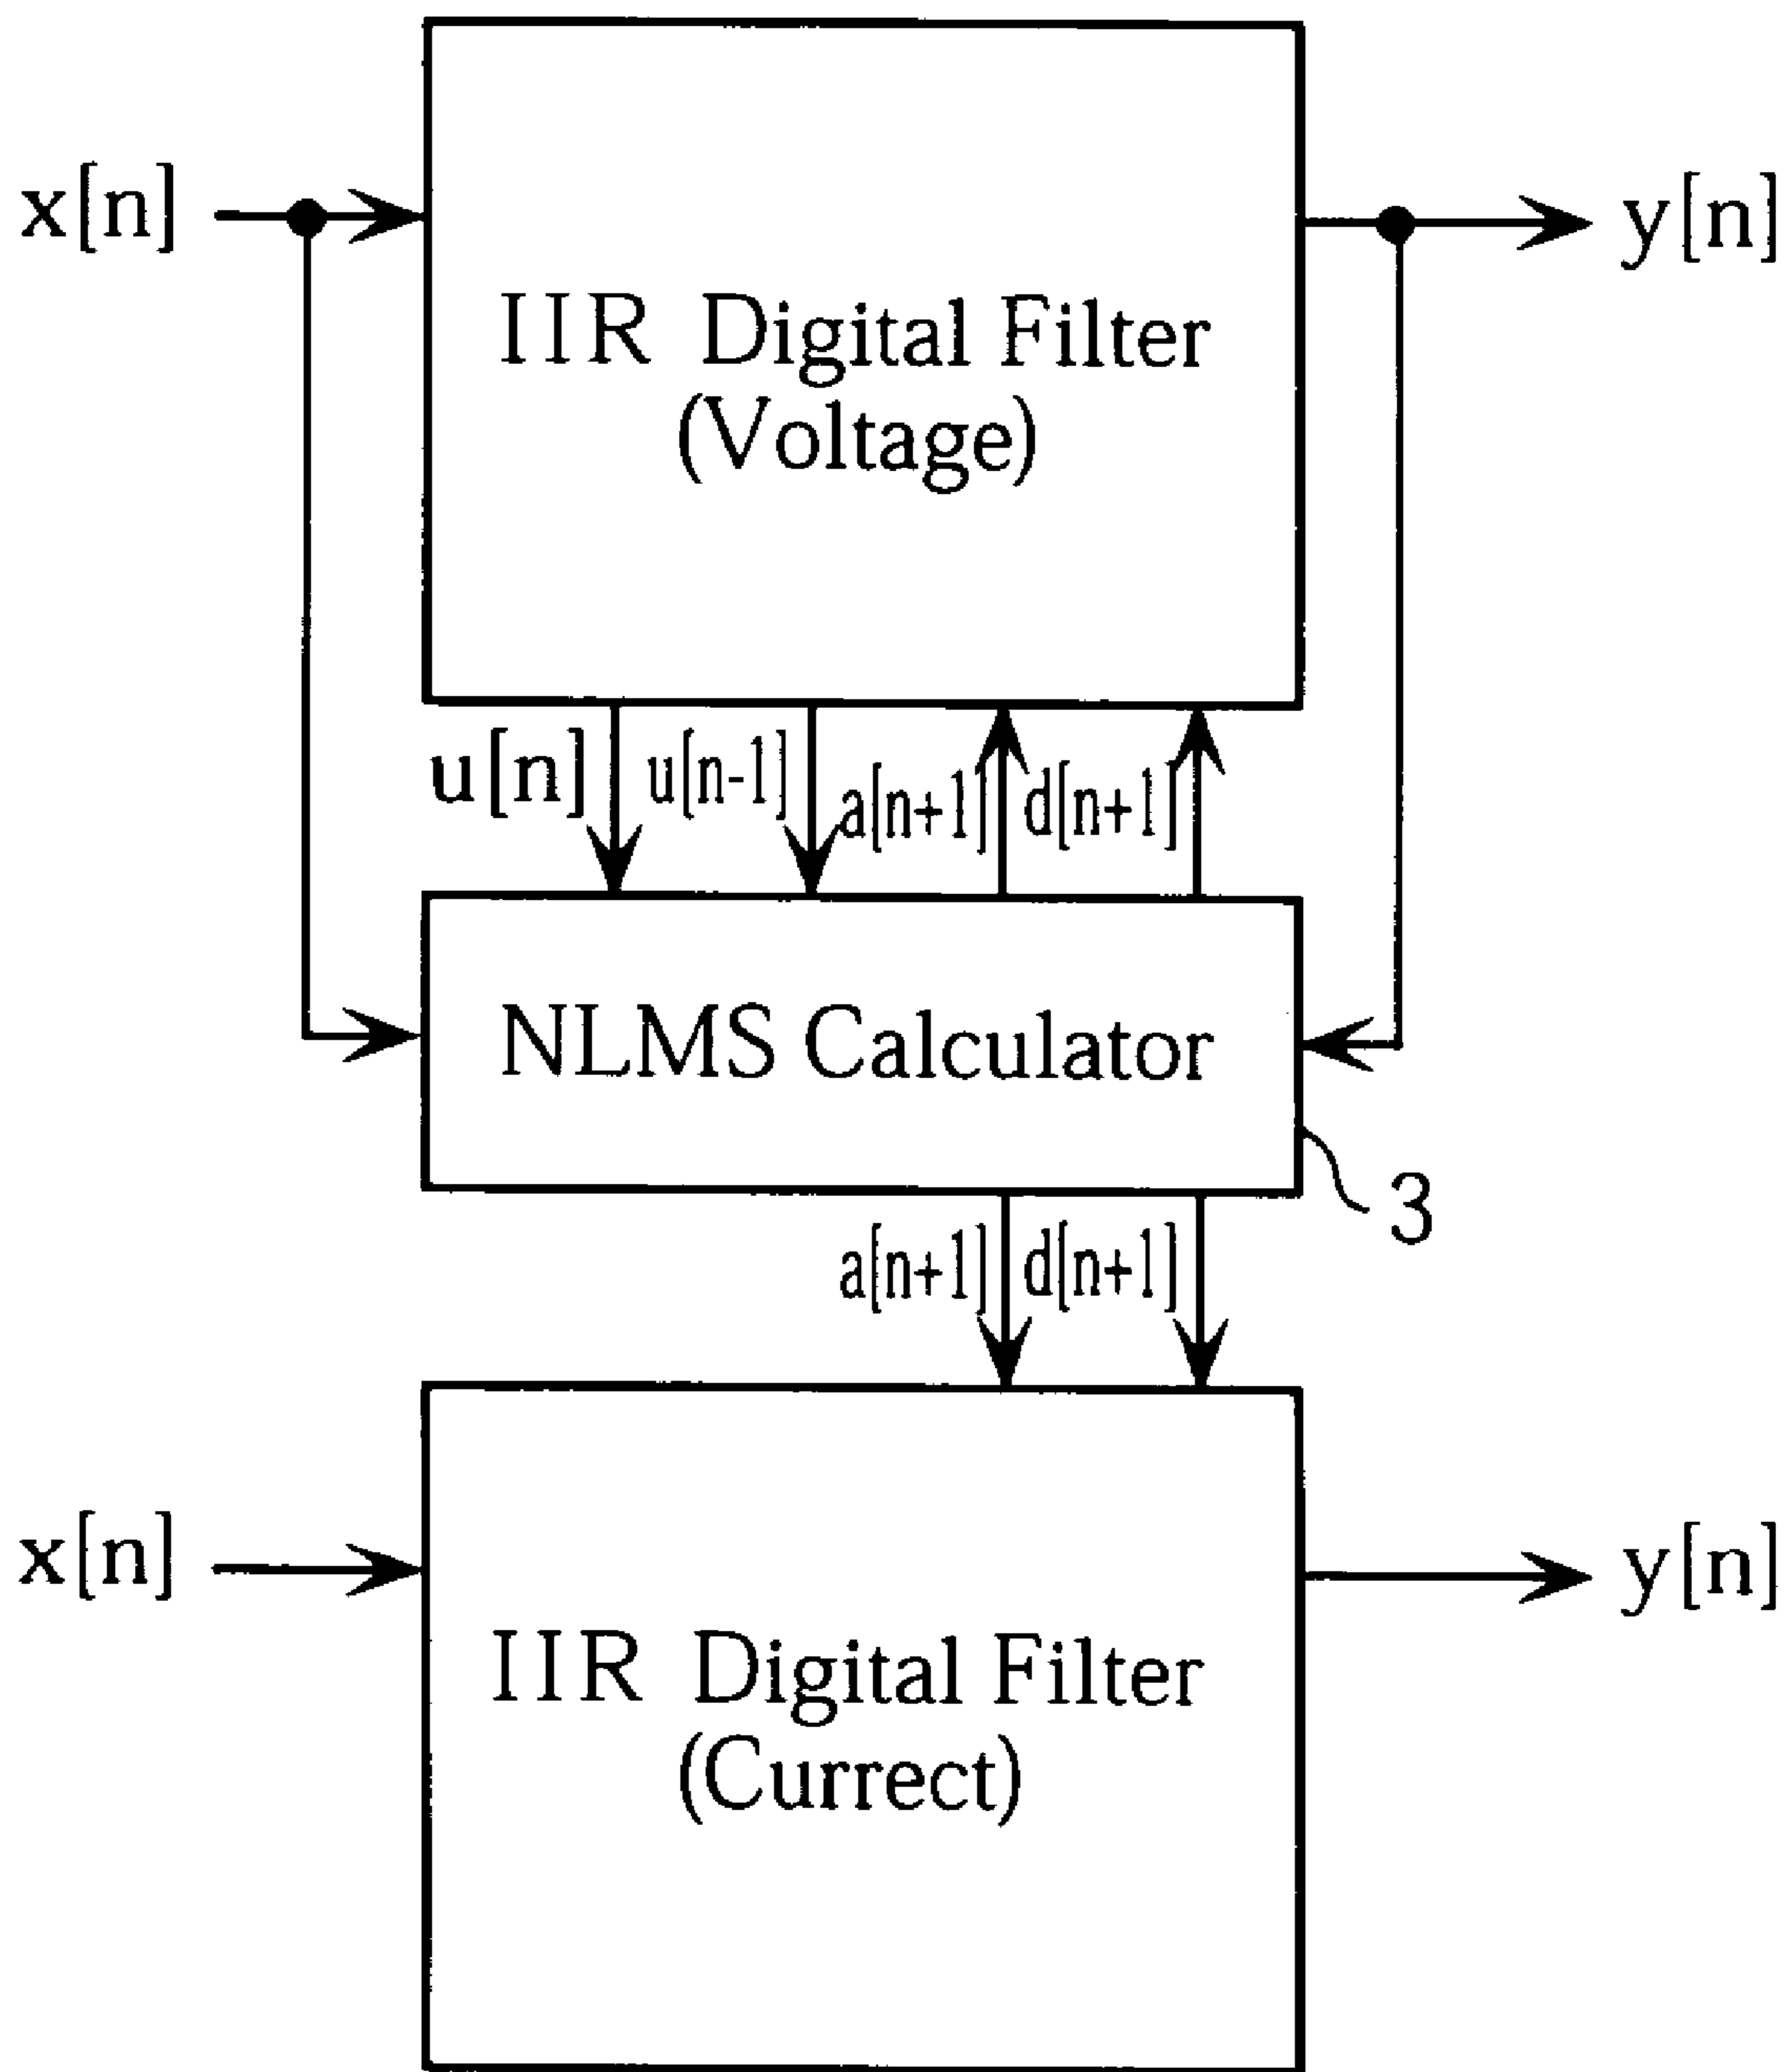 x[n]
y[n]
IIR Digital Filter
(Voltage)
u[n]
u[n-1]
a[n+1]
d[n+1]
NLMS Calculator
3
a[n+1]
d[n+1]
x[n]
y[n]
IIR Digital Filter
(Currect)